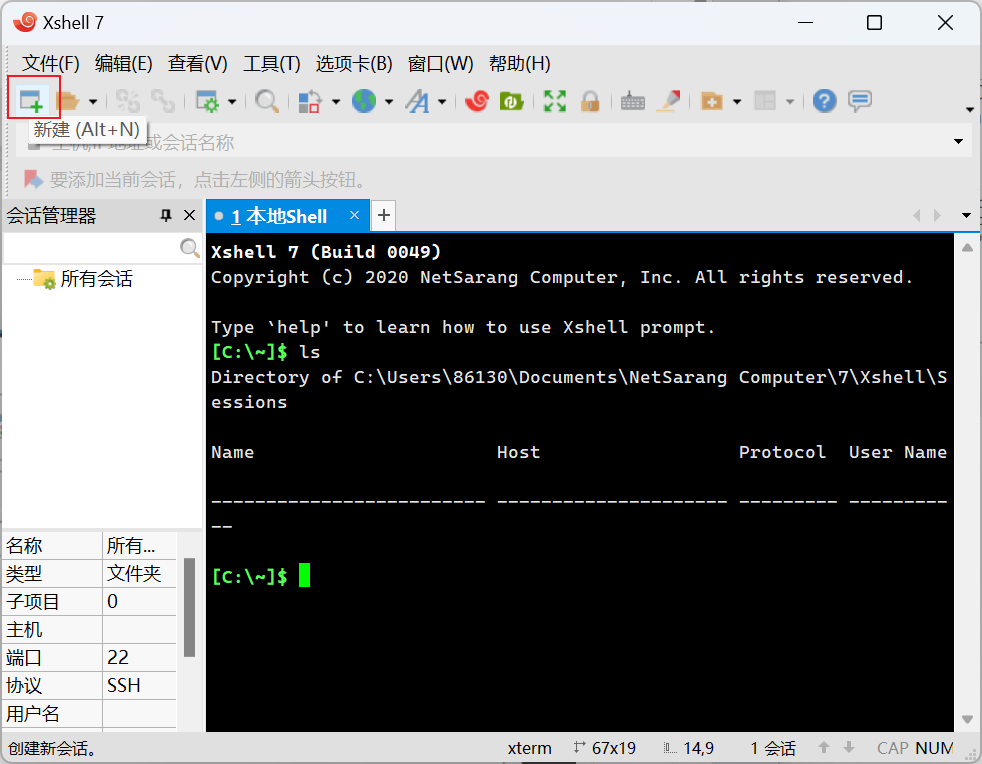 Xshell 7
文件(F) 编辑(E) 查看(V) 工具(T) 选项卡(B) 窗口(W) 帮助(H)
新建 (Alt+N)
地址或会话名称
要添加当前会话，点击左侧的箭头按钮。
会话管理器
所有会话
1 本地Shell
Xshell 7 (Build 0049)
Copyright (c) 2020 NetSarang Computer, Inc. All rights reserved.
Type `help' to learn how to use Xshell prompt.
[C:\~]$ ls
Directory of C:\Users\86130\Documents\NetSarang Computer\7\Xshell\S
essions
Name Host Protocol User Name
------------------------- --------------------- --------- ---------
--
[C:\~]$
名称 所有...
类型 文件夹
子项目 0
主机
端口 22
协议 SSH
用户名
创建新会话。 xterm 67x19 14,9 1 会话 CAP NUM